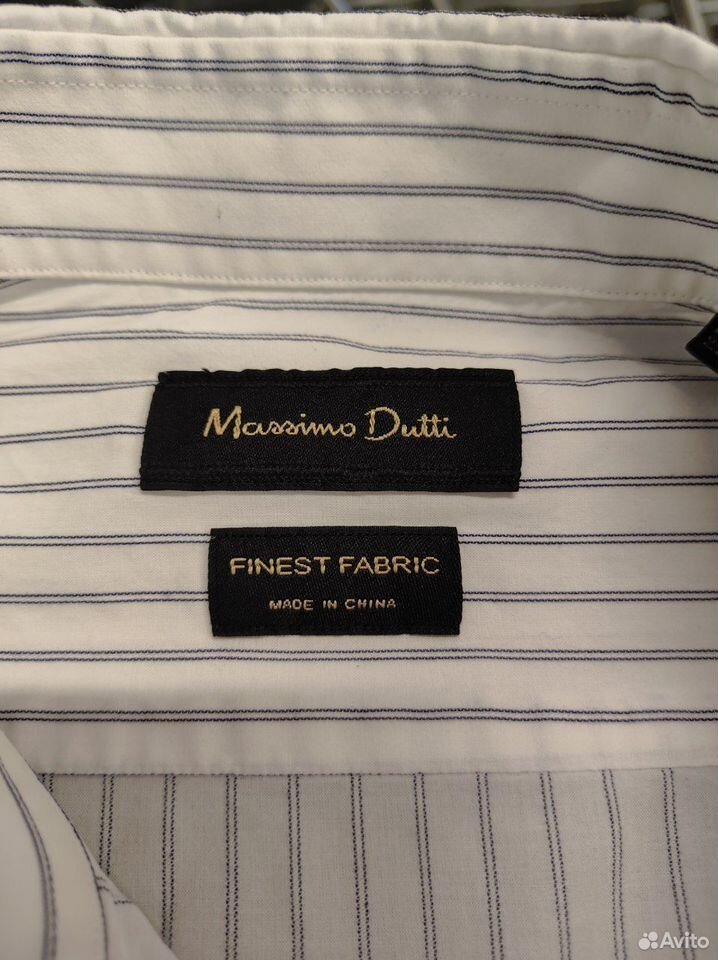 Massimo Dutti
FINEST FABRIC
MADE IN CHINA
Avito